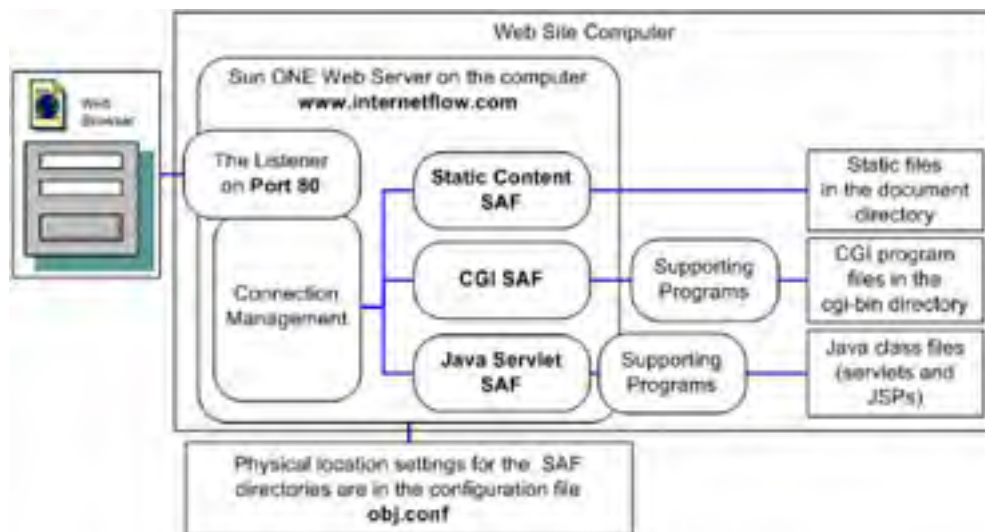 Web Site Computer
Sun ONE Web Server on the computer
www.internetflow.com
Web
Browser
The Listener
on Port 80
Connection
Management
Static Content
SAF
CGI SAF
Java Servlet
SAF
Supporting
Programs
Supporting
Programs
Static files
in the document
directory
CGI program
files in the
cgi-bin directory
Java class files
(servlets and
JSPs)
Physical location settings for the SAF
directories are in the configuration file
obj.conf